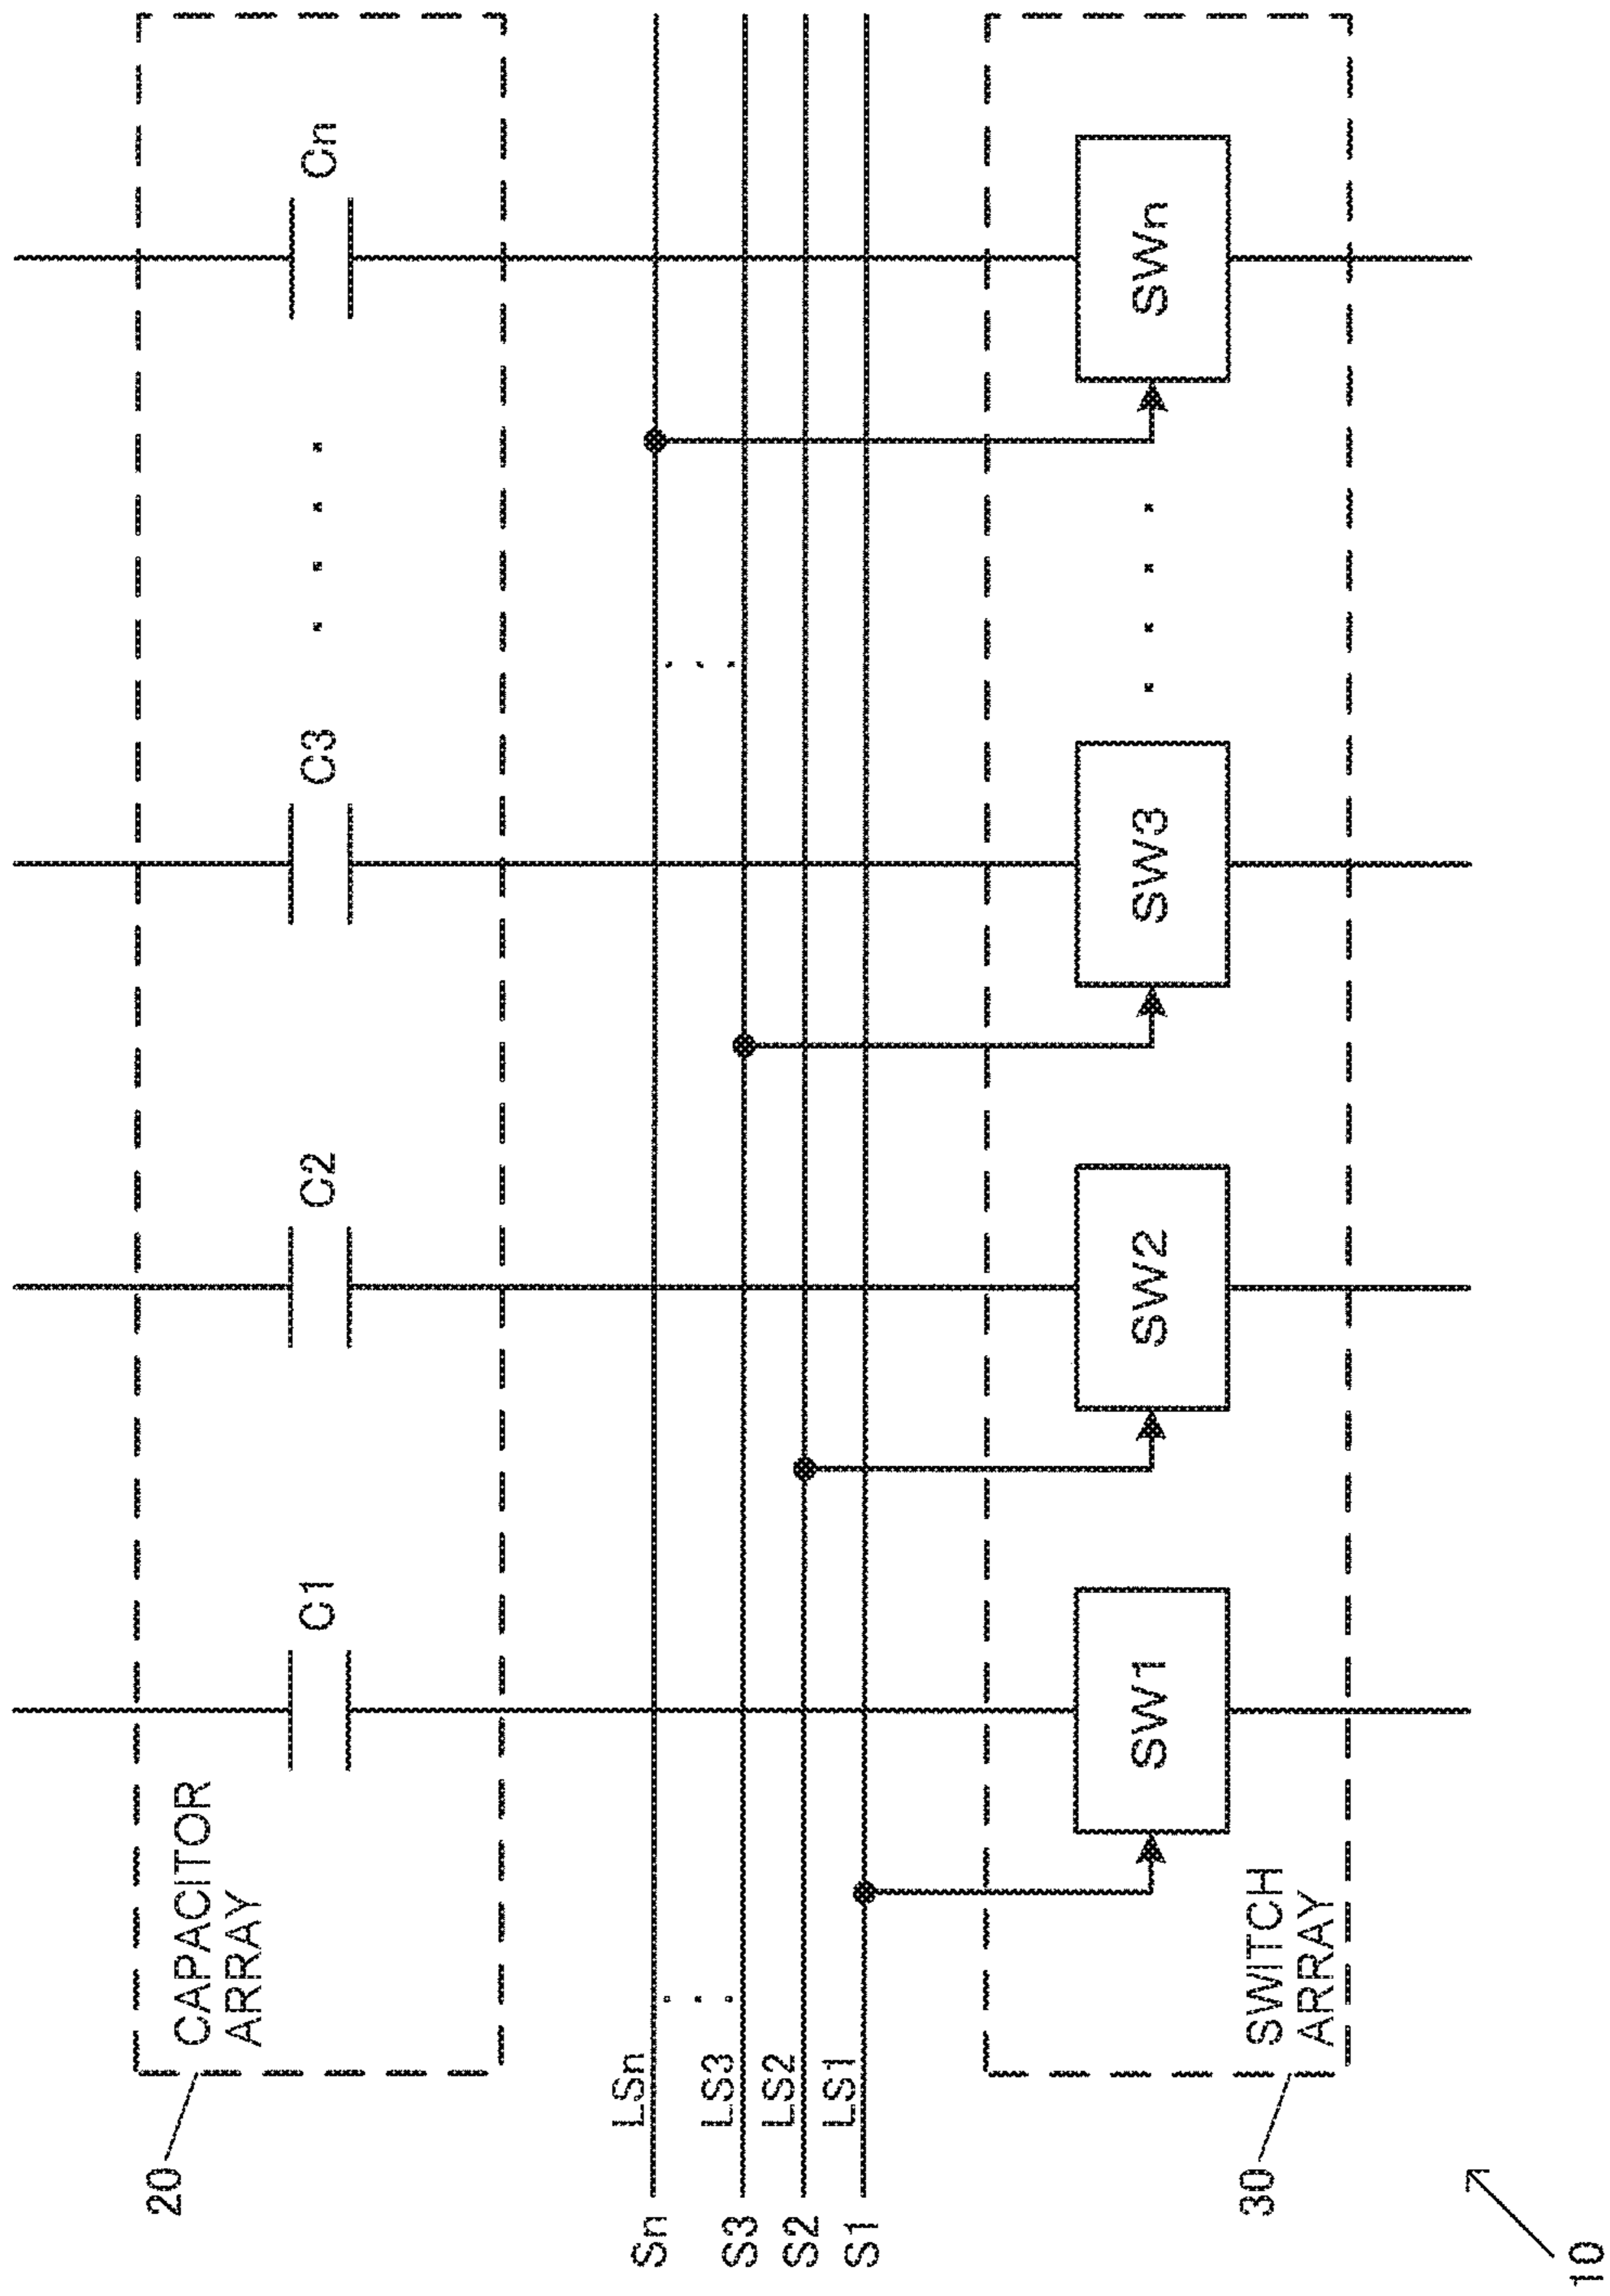 20
CAPACITOR
ARRAY
C1
C2
C3
Cn
Sn
LSn
S3
LS3
S2
LS2
S1
LS1
30
SWITCH
ARRAY
SW1
SW2
SW3
SWn
10